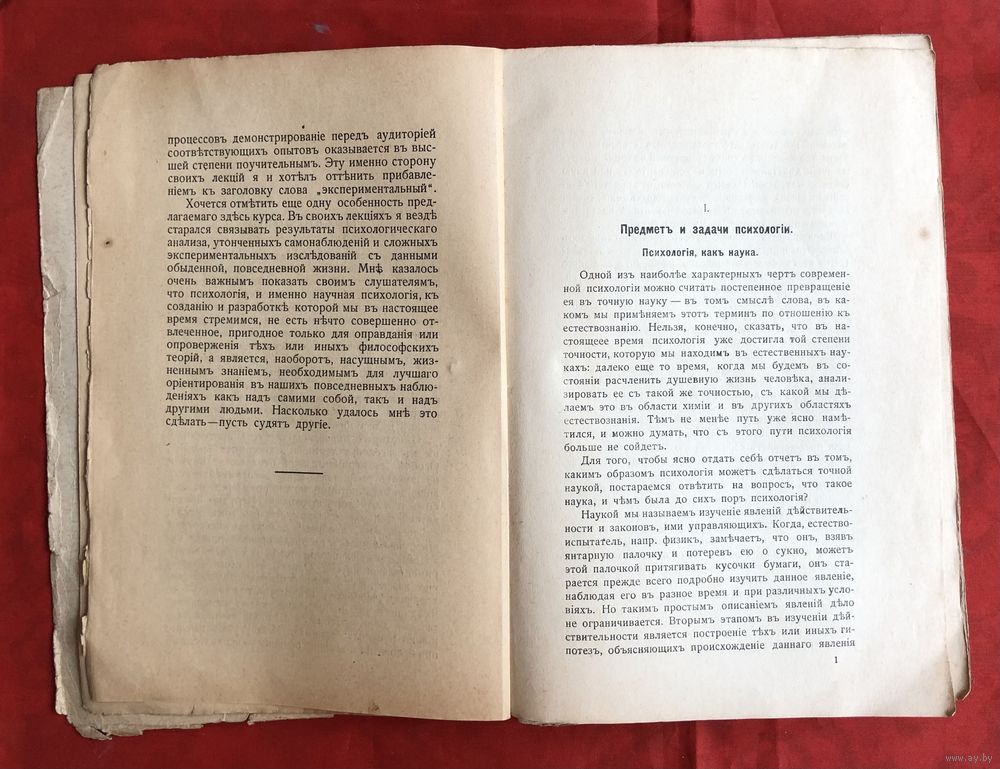 процессовъ демонстрированіе передъ аудиторіей
соотвѣтствующихъ опытовъ оказывается въ выс-
шей степени поучительнымъ. Эту именно сторону
своихъ лекцій я и хотѣлъ оттѣнить прибавле-
ніемъ къ заголовку слова „экспериментальный“.
Хочется отмѣтить еще одну особенность пред-
лагаемаго здѣсь курса. Въ своихъ лекціяхъ я вездѣ
старался связывать результаты психологическаго
анализа, утонченныхъ самонаблюденій и сложныхъ
экспериментальныхъ изслѣдованій съ данными
обыденной, повседневной жизни. Мнѣ казалось
очень важнымъ показать своимъ слушателямъ,
что психологія, и именно научная психологія, къ
созданію и разработкѣ которой мы въ настоящее
время стремимся, не есть нѣчто совершенно от-
влеченное, пригодное только для оправданія или
опроверженія тѣхъ или иныхъ философскихъ
теорій, а является, наоборотъ, насущнымъ, жиз-
неннымъ знаніемъ, необходимымъ для лучшаго
оріентированія въ нашихъ повседневныхъ наблю-
деніяхъ какъ надъ самими собой, такъ и надъ
другими людьми. Насколько удалось мнѣ это
сдѣлать—пусть судятъ другіе.
I.
Предметъ и задачи психологіи.
Психологія, какъ наука.
Одной изъ наиболѣе характерныхъ чертъ современ-
ной психологіи можно считать постепенное превращеніе
ея въ точную науку — въ томъ смыслѣ слова, въ ка-
комъ мы примѣняемъ этотъ терминъ по отношенію къ
естествознанію. Нельзя, конечно, сказать, что въ на-
стоящеее время психологія уже достигла той степени
точности, которую мы находимъ въ естественныхъ нау-
кахъ: далеко еще то время, когда мы будемъ въ со-
стояніи расчленить душевную жизнь человѣка, анали-
зировать ее съ такой же точностью, съ какой мы дѣ-
лаемъ это въ области химіи и въ другихъ областяхъ
естествознанія. Тѣмъ не менѣе путь уже ясно намѣ-
тился, и можно думать, что съ этого пути психологія
больше не сойдетъ.
Для того, чтобы ясно отдать себѣ отчетъ въ томъ,
какимъ образомъ психологія можетъ сдѣлаться точной
наукой, постараемся отвѣтить на вопросъ, что такое
наука, и чѣмъ была до сихъ поръ психологія?
Наукой мы называемъ изученіе явленій дѣйствитель-
ности и законовъ, ими управляющихъ. Когда, естество-
испытатель, напр. физикъ, замѣчаетъ, что онъ, взявъ
янтарную палочку и потеревъ ею о сукно, можетъ
этой палочкой притягивать кусочки бумаги, онъ ста-
рается прежде всего подробно изучить данное явленіе,
наблюдая его въ разное время и при различныхъ усло-
віяхъ. Но такимъ простымъ описаніемъ явленій дѣло
не ограничивается. Вторымъ этапомъ въ изученіи дѣй-
ствительности является построеніе тѣхъ или иныхъ ги-
потезъ, объясняющихъ происхожденіе даннаго явленія
1
www.ay.by